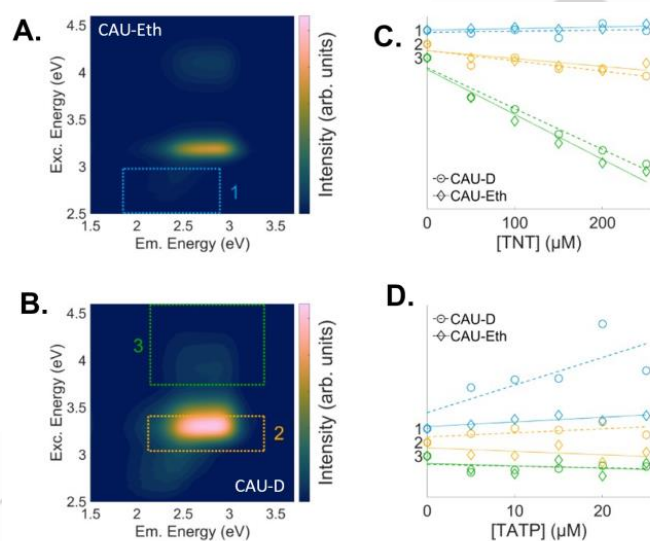 A.
CAU-Eth
Exc. Energy (eV)
4.5
4
3.5
3
2.5
1
1.5 2 2.5 3 3.5
Em. Energy (eV)
Intensity (arb. units)
C.
1
2
3
CAU-D
CAU-Eth
0 100 200
[TNT] (µM)
B.
Exc. Energy (eV)
4.5
4
3.5
3
2.5
3
2
CAU-D
1.5 2 2.5 3 3.5
Em. Energy (eV)
Intensity (arb. units)
D.
CAU-D
CAU-Eth
1
2
3
0 10 20
[TATP] (µM)